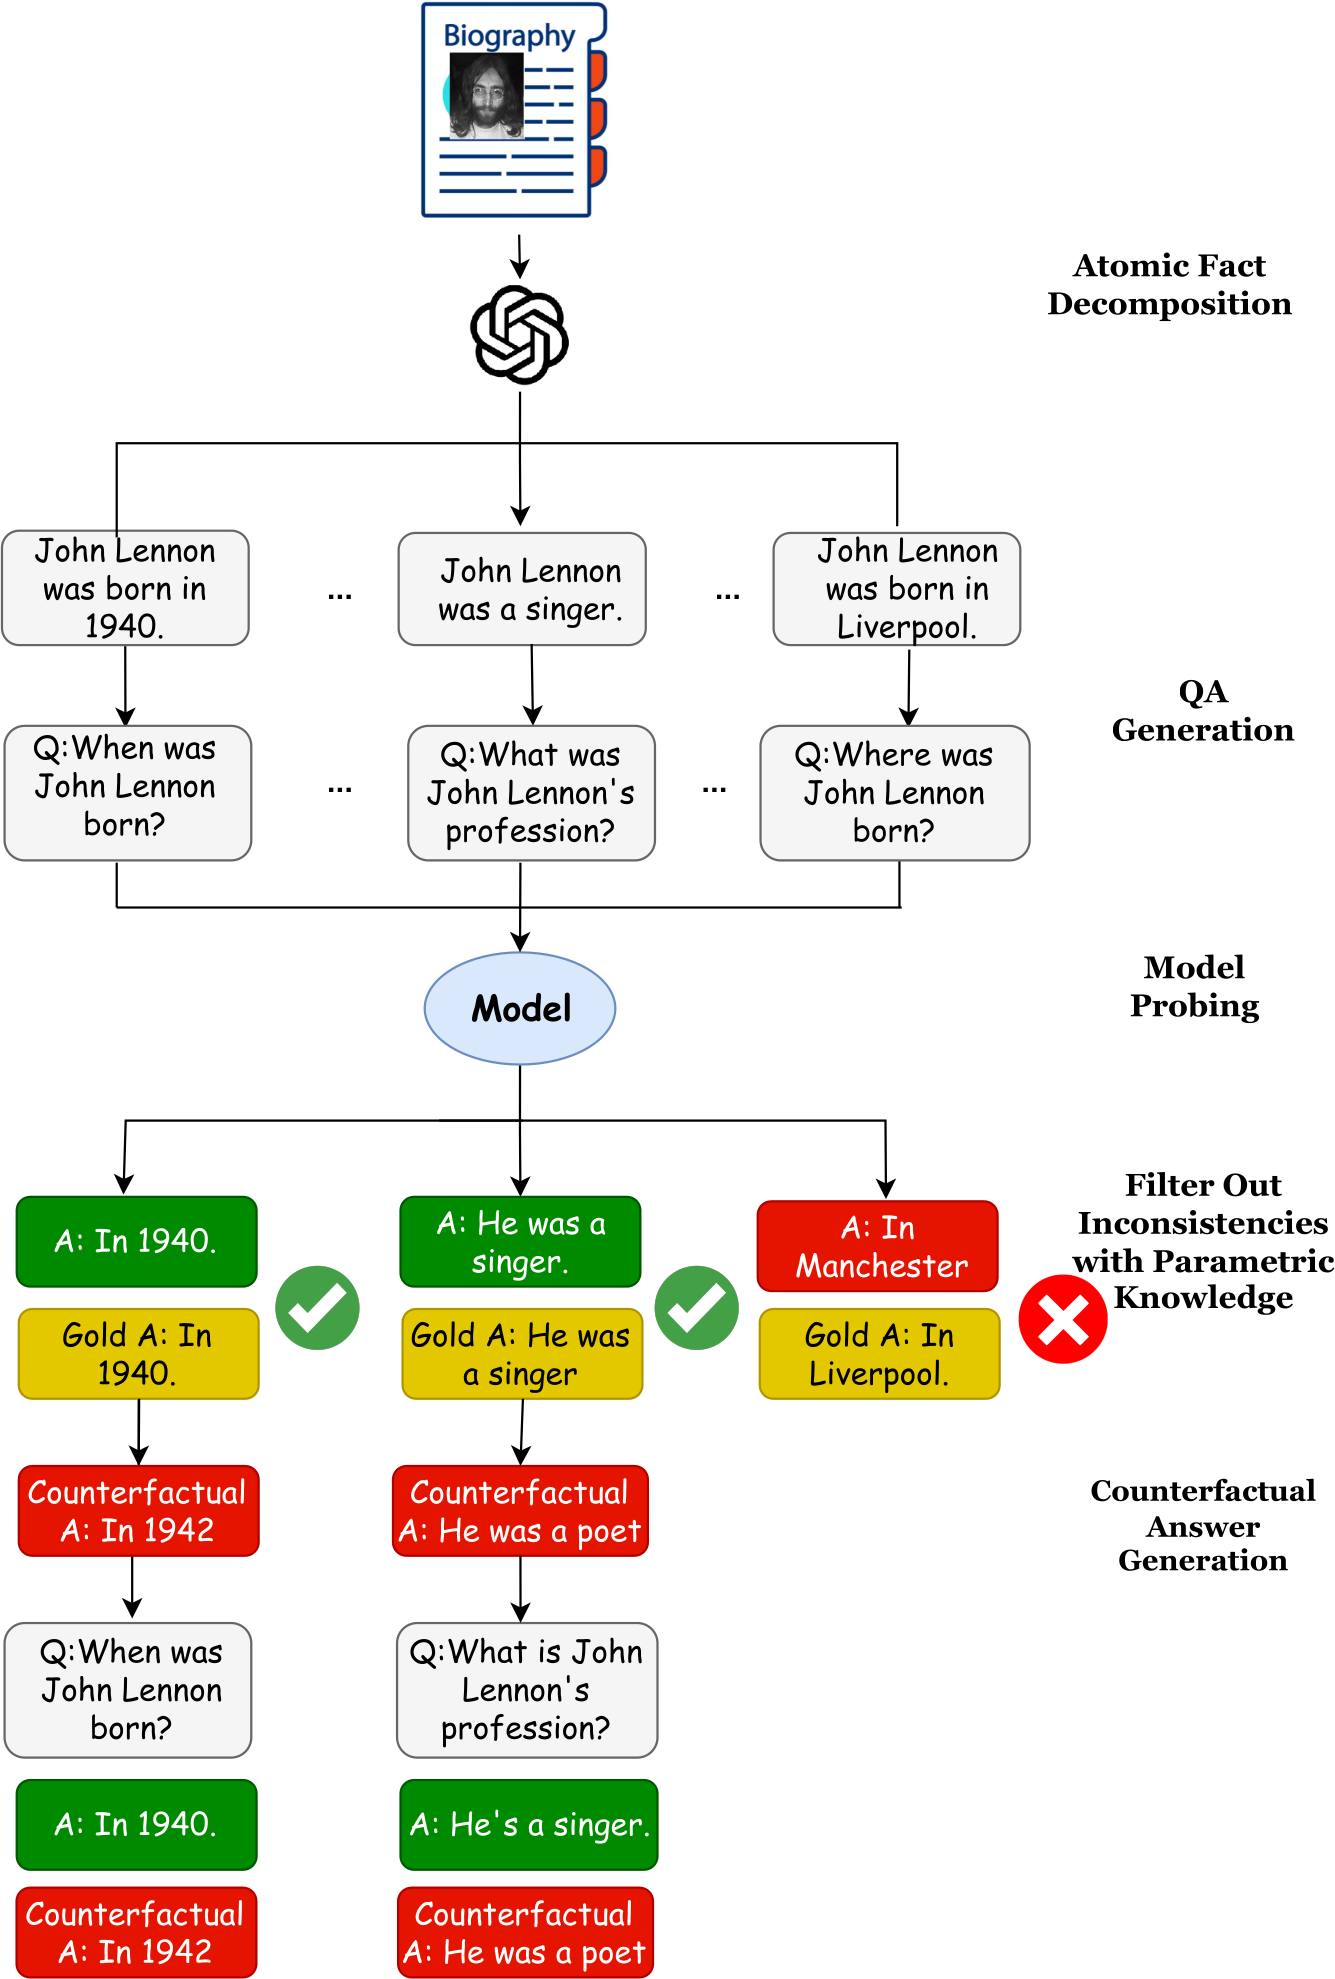 Biography
Atomic Fact
Decomposition
John Lennon
was born in
1940.
...
John Lennon
was a singer.
...
John Lennon
was born in
Liverpool.
QA
Generation
Q:When was
John Lennon
born?
...
Q:What was
John Lennon's
profession?
...
Q:Where was
John Lennon
born?
Model
Probing
Model
A: In 1940.
A: He was a
singer.
A: In
Manchester
Filter Out
Inconsistencies
with Parametric
Knowledge
Gold A: In
1940.
Gold A: He was
a singer
Gold A: In
Liverpool.
Counterfactual
A: In 1942
Counterfactual
A: He was a poet
Counterfactual
Answer
Generation
Q:When was
John Lennon
born?
Q:What is John
Lennon's
profession?
A: In 1940.
A: He's a singer.
Counterfactual
A: In 1942
Counterfactual
A: He was a poet